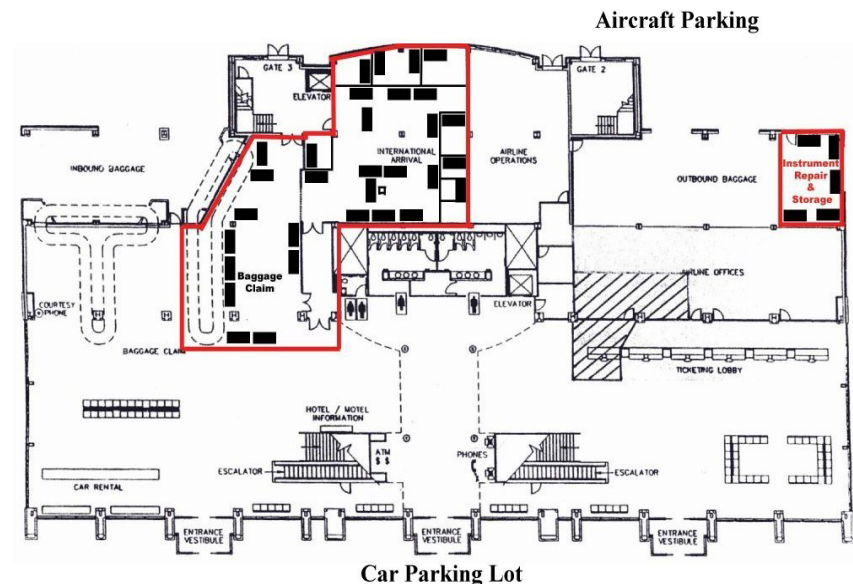 Aircraft Parking
GATE 3
GATE 2
ELEVATOR
INTERNATIONAL
ARRIVAL
AIRLINE
OPERATIONS
INBOUND BAGGAGE
OUTBOUND BAGGAGE
Instrument
Repair
&
Storage
Baggage
Claim
COURTESY
PHONE
AIRLINE OFFICES
ELEVATOR
BAGGAGE CLAIM
TICKETING LOBBY
HOTEL / MOTEL
INFORMATION
ATM
$ $
PHONES
ESCALATOR
ESCALATOR
CAR RENTAL
ENTRANCE
VESTIBULE
ENTRANCE
VESTIBULE
ENTRANCE
VESTIBULE
Car Parking Lot